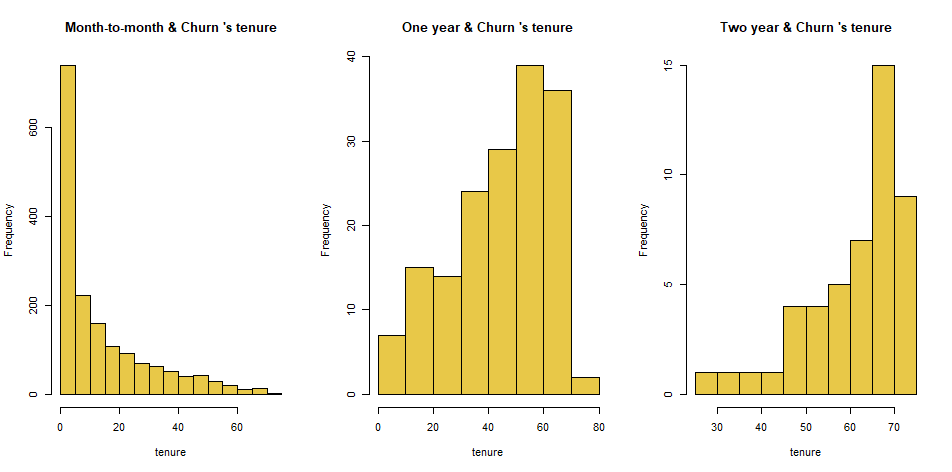 Month-to-month & Churn 's tenure
Frequency
0 200 400 600
0 20 40 60
tenure
One year & Churn 's tenure
Frequency
0 10 20 30 40
0 20 40 60 80
tenure
Two year & Churn 's tenure
Frequency
0 5 10 15
30 40 50 60 70
tenure